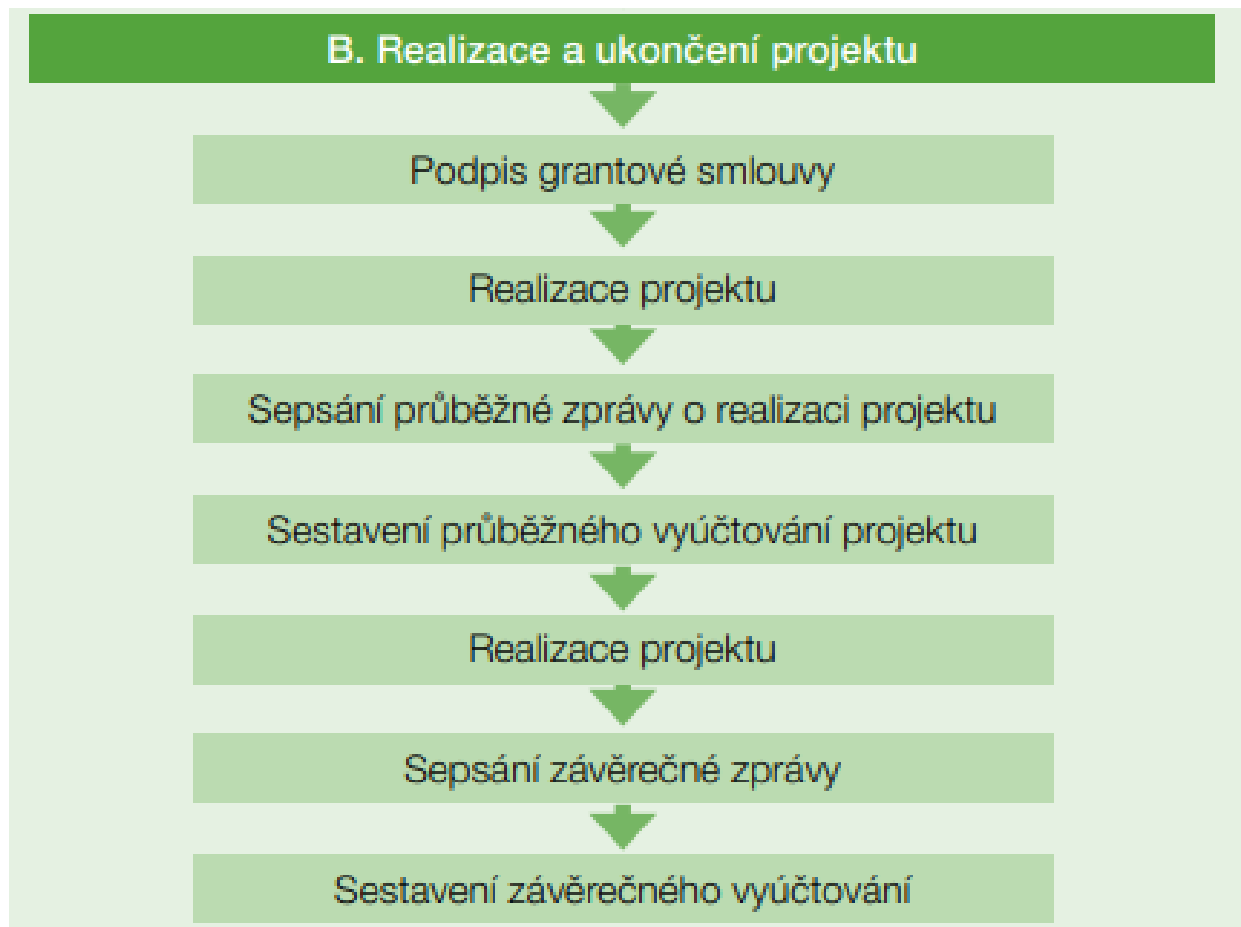 B. Realizace a ukončení projektu
Podpis grantové smlouvy
Realizace projektu
Sepsání průběžné zprávy o realizaci projektu
Sestavení průběžného vyúčtování projektu
Realizace projektu
Sepsání závěrečné zprávy
Sestavení závěrečného vyúčtování